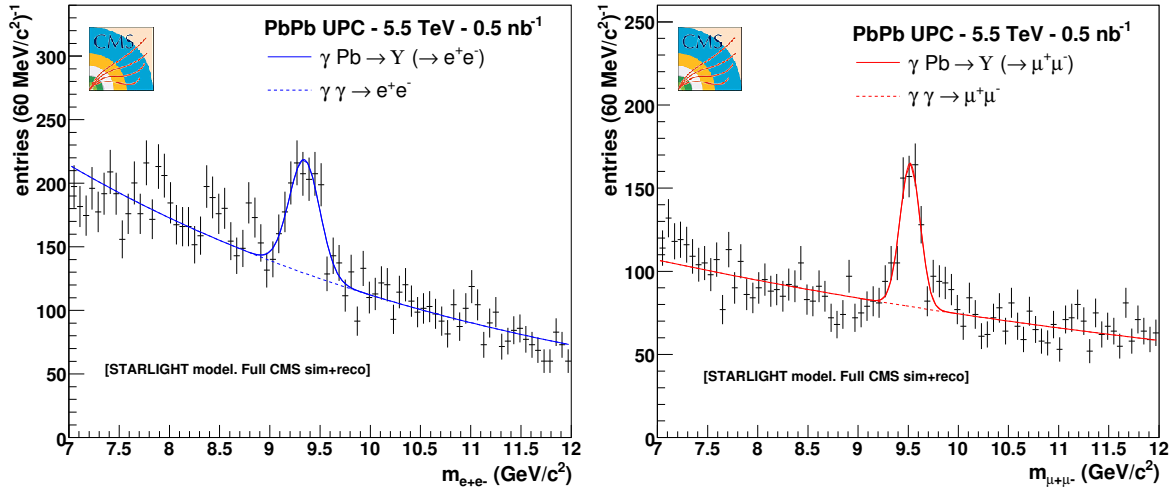 CMS
PbPb UPC - 5.5 TeV - 0.5 nb⁻¹
γ Pb → Υ (→ e⁺e⁻)
γ γ → e⁺e⁻
entries (60 MeV/c²)⁻¹
300
250
200
150
100
50
0
[STARLIGHT model. Full CMS sim+reco]
7 7.5 8 8.5 9 9.5 10 10.5 11 11.5 12
m e+e- (GeV/c²)
CMS
PbPb UPC - 5.5 TeV - 0.5 nb⁻¹
γ Pb → Υ (→ μ⁺μ⁻)
γ γ → μ⁺μ⁻
entries (60 MeV/c²)⁻¹
250
200
150
100
50
0
[STARLIGHT model. Full CMS sim+reco]
7 7.5 8 8.5 9 9.5 10 10.5 11 11.5 12
m μ+μ- (GeV/c²)